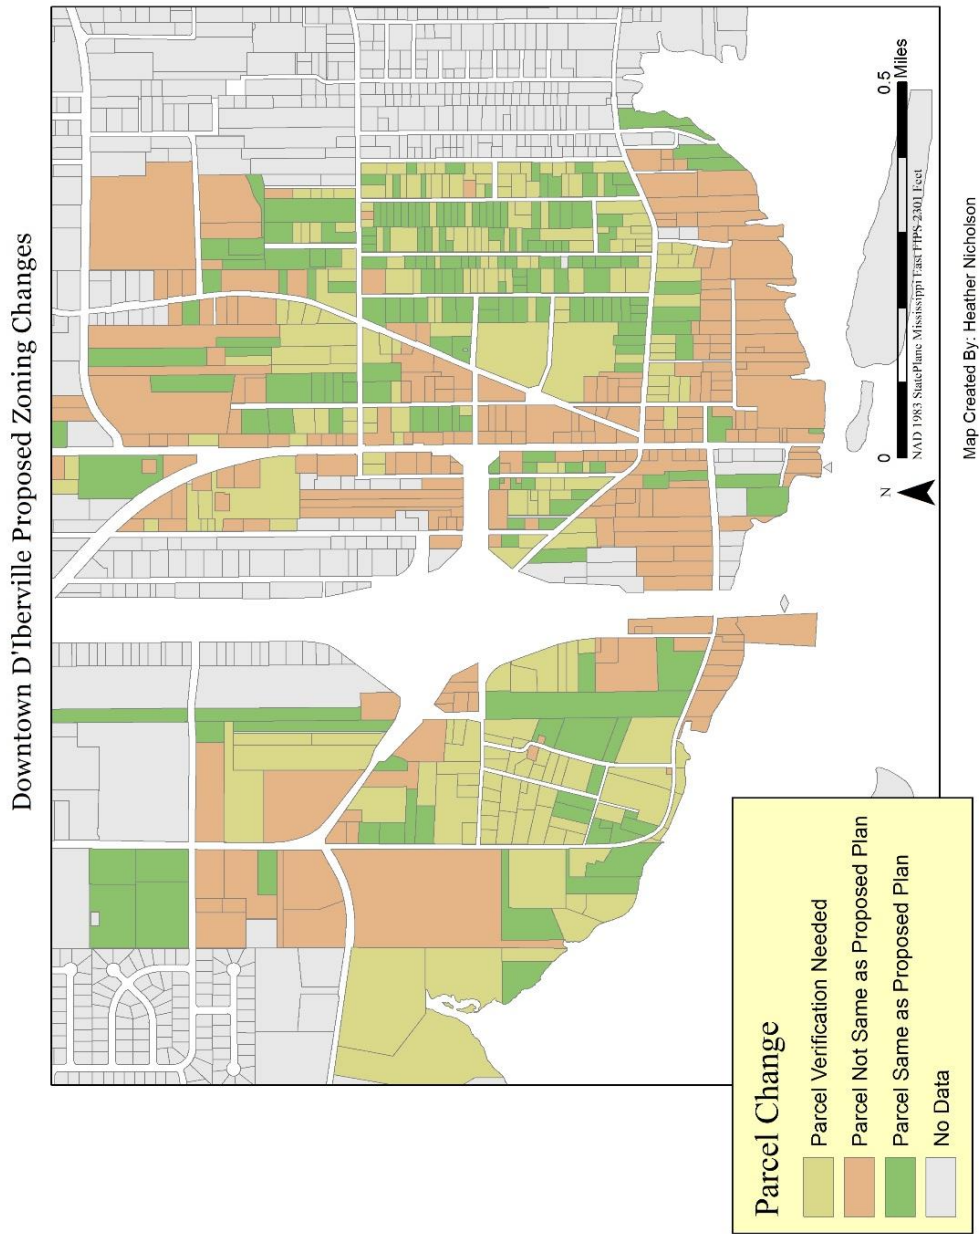 Downtown D'Iberville Proposed Zoning Changes
Parcel Change
Parcel Verification Needed
Parcel Not Same as Proposed Plan
Parcel Same as Proposed Plan
No Data
N
0
0.5
Miles
NAD 1983 StatePlane Mississippi East FIPS 2301 Feet
Map Created By: Heather Nicholson